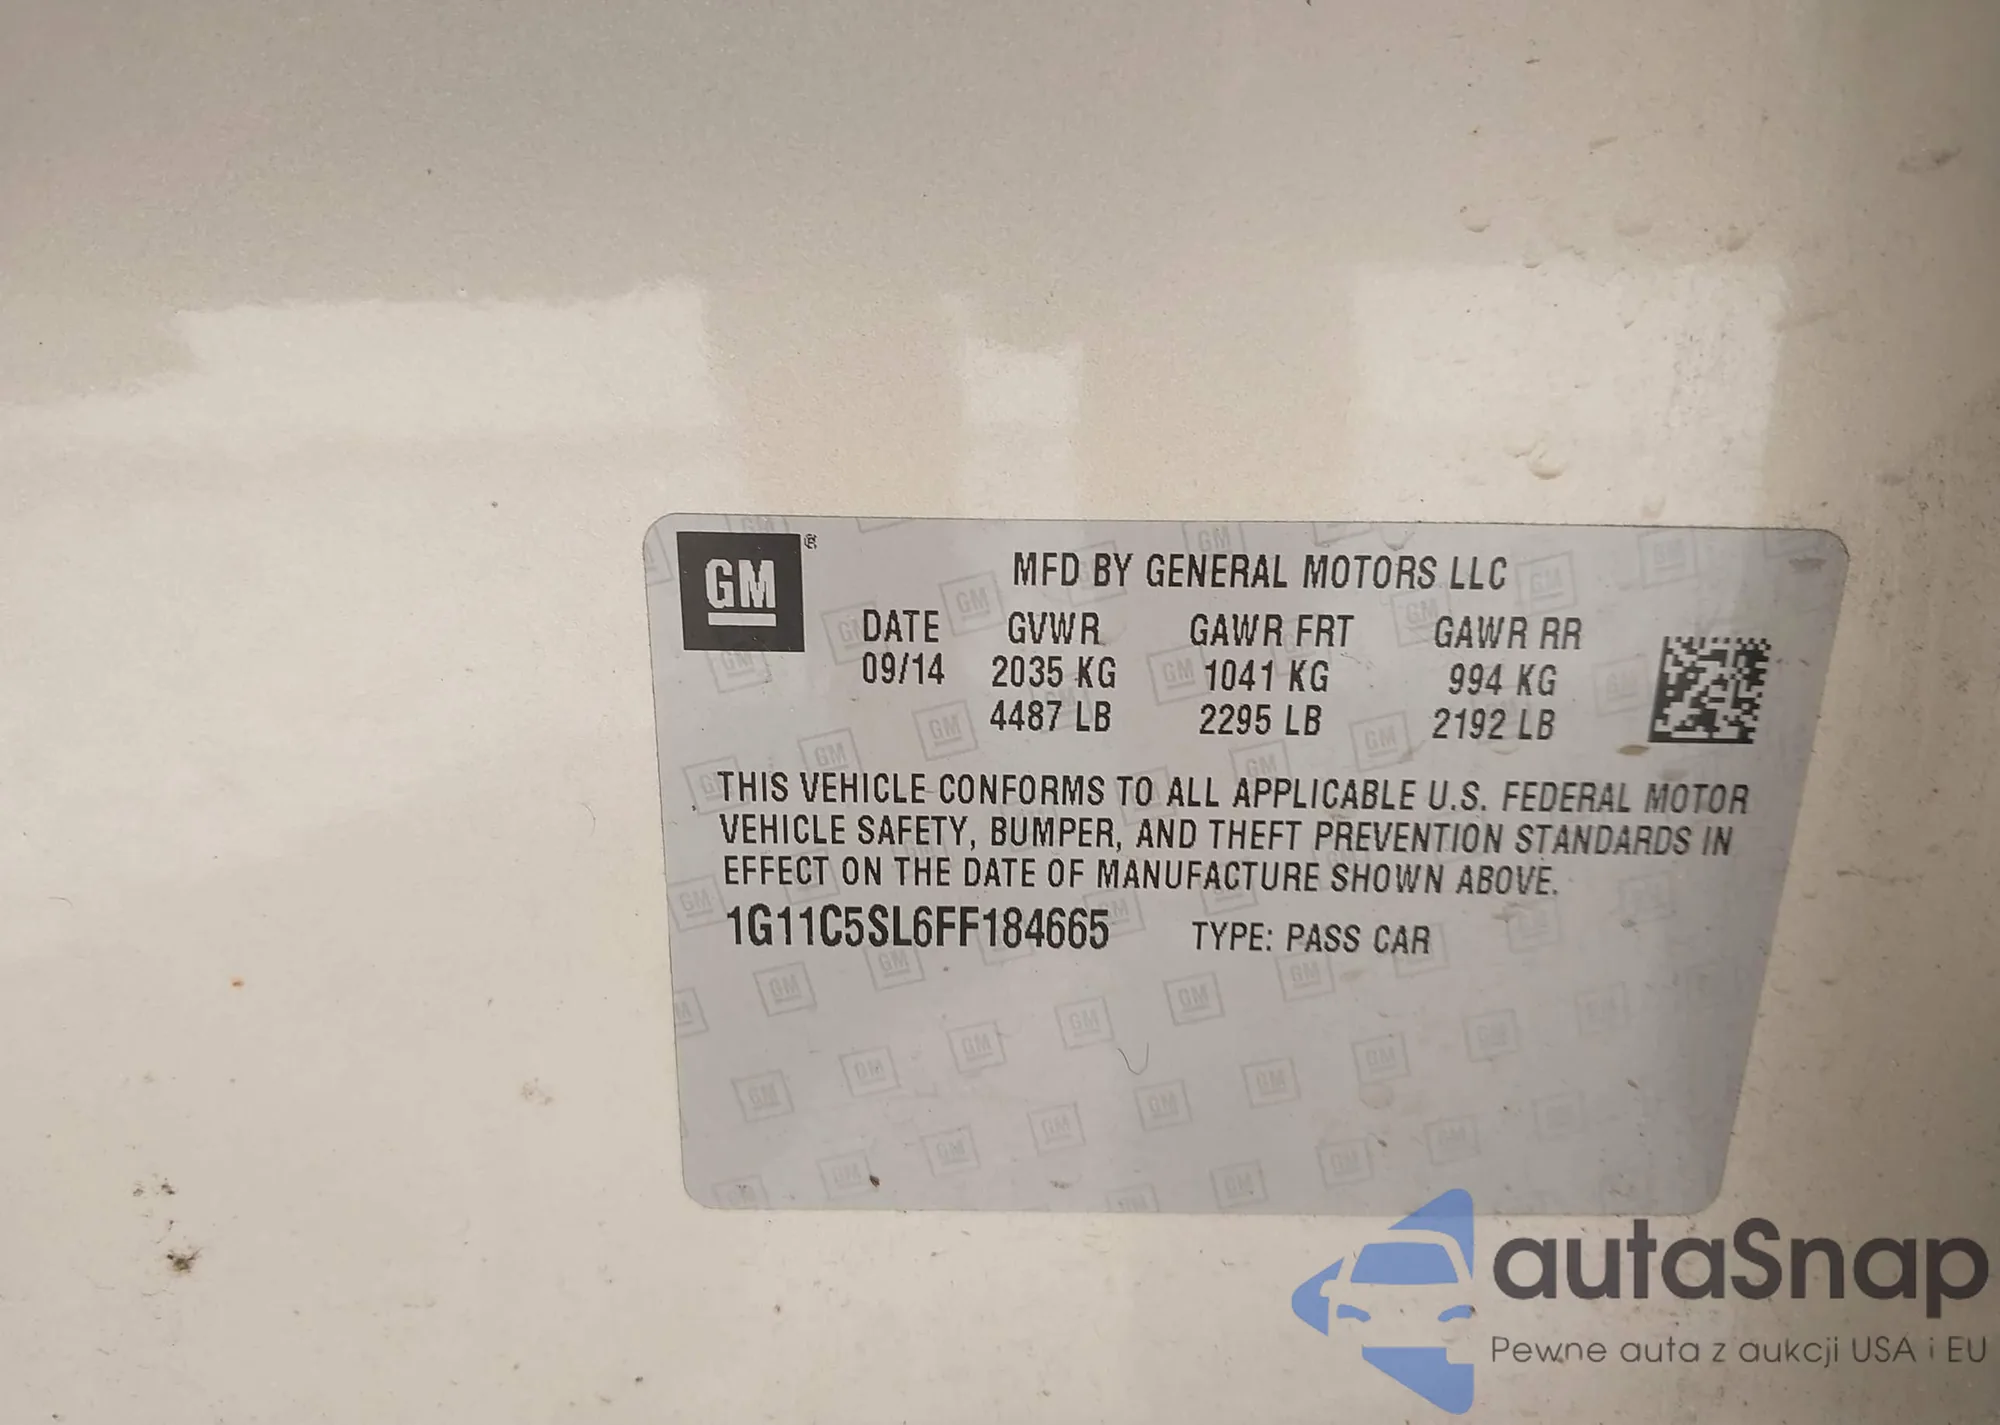 GM ®
MFD BY GENERAL MOTORS LLC
DATE GVWR GAWR FRT GAWR RR
09/14 2035 KG 1041 KG 994 KG
4487 LB 2295 LB 2192 LB
THIS VEHICLE CONFORMS TO ALL APPLICABLE U.S. FEDERAL MOTOR
VEHICLE SAFETY, BUMPER, AND THEFT PREVENTION STANDARDS IN
EFFECT ON THE DATE OF MANUFACTURE SHOWN ABOVE.
1G11C5SL6FF184665 TYPE: PASS CAR
autaSnap
Pewne auta z aukcji USA i EU